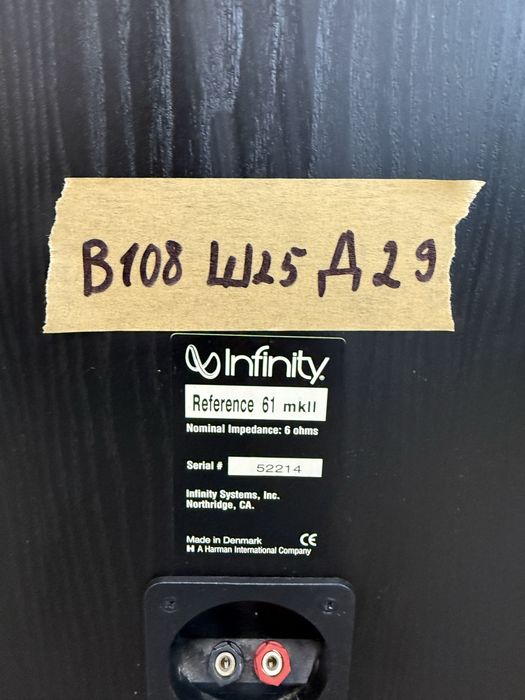 В108 Ш25 Д29
Infinity
Reference 61 mkII
Nominal Impedance: 6 ohms
Serial # 52214
Infinity Systems, Inc.
Northridge, CA.
Made in Denmark CE
H A Harman International Company